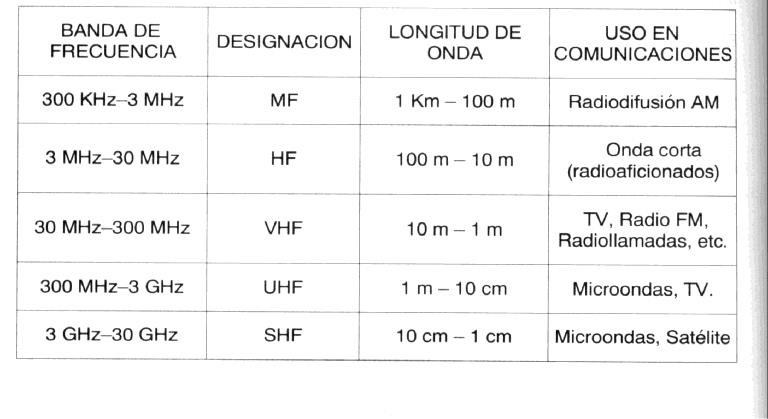 BANDA DE FRECUENCIA DESIGNACION LONGITUD DE ONDA USO EN COMUNICACIONES
300 KHz–3 MHz MF 1 Km – 100 m Radiodifusión AM
3 MHz–30 MHz HF 100 m – 10 m Onda corta (radioaficionados)
30 MHz–300 MHz VHF 10 m – 1 m TV, Radio FM, Radiollamadas, etc.
300 MHz–3 GHz UHF 1 m – 10 cm Microondas, TV.
3 GHz–30 GHz SHF 10 cm – 1 cm Microondas, Satélite